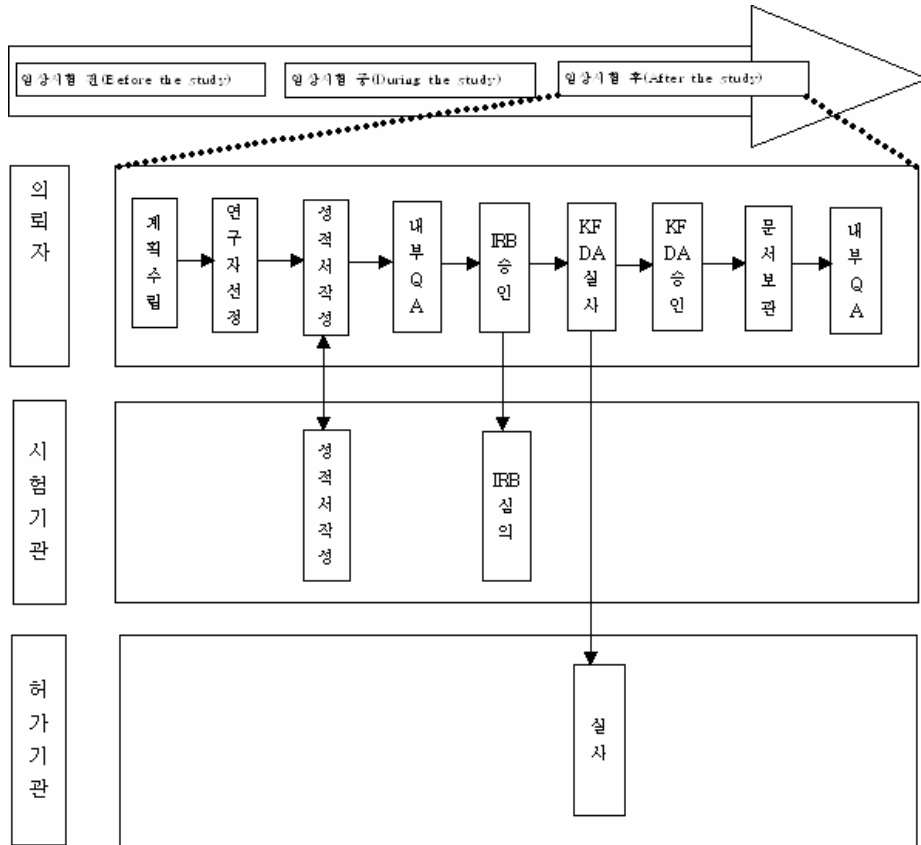 임상시험 전(Before the study)
임상시험 중(During the study)
임상시험 후(After the study)
의뢰자
계획수립
연구자선정
성적서작성
내부QA
IRB승인
KFDA실사
KFDA승인
문서보관
내부QA
시험기관
성적서작성
IRB심의
허가기관
실사